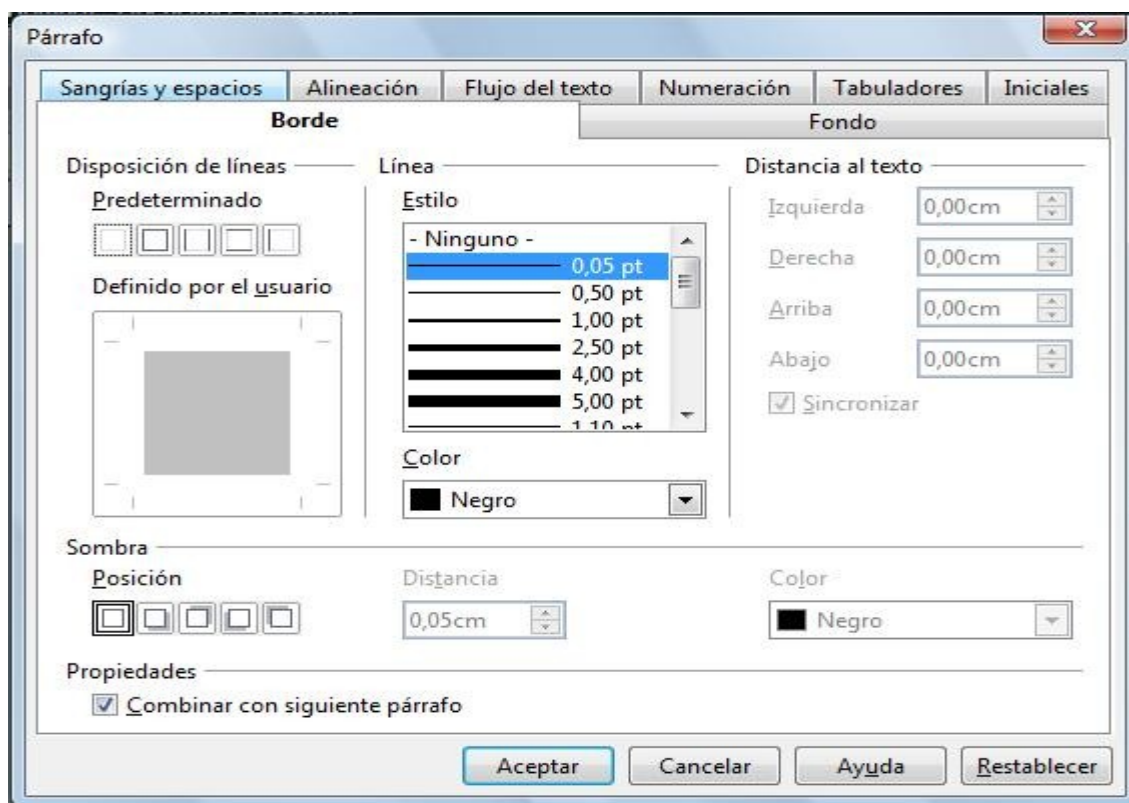 Párrafo
Sangrías y espacios Alineación Flujo del texto Numeración Tabuladores Iniciales
Borde Fondo
Disposición de líneas
Predeterminado
Definido por el usuario
Línea
Estilo
- Ninguno -
0,05 pt
0,50 pt
1,00 pt
2,50 pt
4,00 pt
5,00 pt
1,10 pt
Color
Negro
Distancia al texto
Izquierda 0,00cm
Derecha 0,00cm
Arriba 0,00cm
Abajo 0,00cm
Sincronizar
Sombra
Posición
Distancia
0,05cm
Color
Negro
Propiedades
Combinar con siguiente párrafo
Aceptar Cancelar Ayuda Restablecer